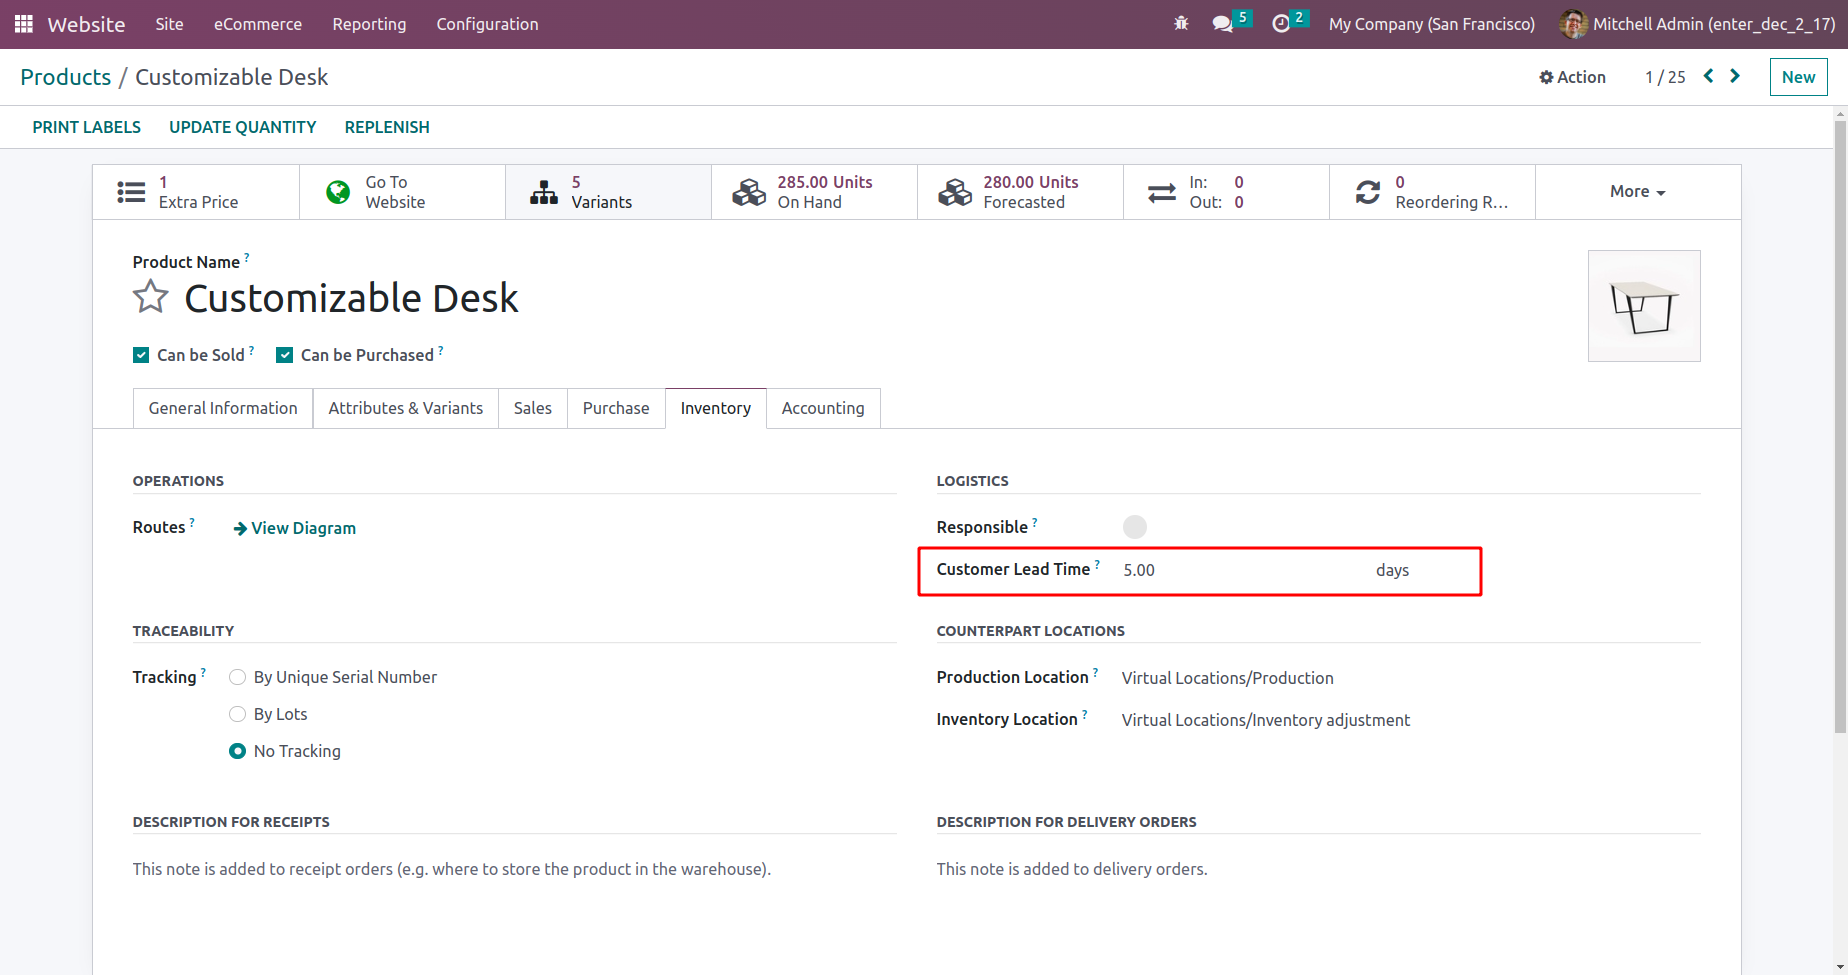 Website Site eCommerce Reporting Configuration 5 2 My Company (San Francisco) Mitchell Admin (enter_dec_2_17)
Products / Customizable Desk Action 1 / 25 New
PRINT LABELS UPDATE QUANTITY REPLENISH
1 Extra Price
Go To Website
5 Variants
285.00 Units On Hand
280.00 Units Forecasted
In: 0
Out: 0
0 Reordering R...
More
Product Name ?
Customizable Desk
Can be Sold ? Can be Purchased ?
General Information Attributes & Variants Sales Purchase Inventory Accounting
OPERATIONS
Routes ? View Diagram
LOGISTICS
Responsible ?
Customer Lead Time ? 5.00 days
TRACEABILITY
Tracking ? By Unique Serial Number
By Lots
No Tracking
COUNTERPART LOCATIONS
Production Location ? Virtual Locations/Production
Inventory Location ? Virtual Locations/Inventory adjustment
DESCRIPTION FOR RECEIPTS
This note is added to receipt orders (e.g. where to store the product in the warehouse).
DESCRIPTION FOR DELIVERY ORDERS
This note is added to delivery orders.